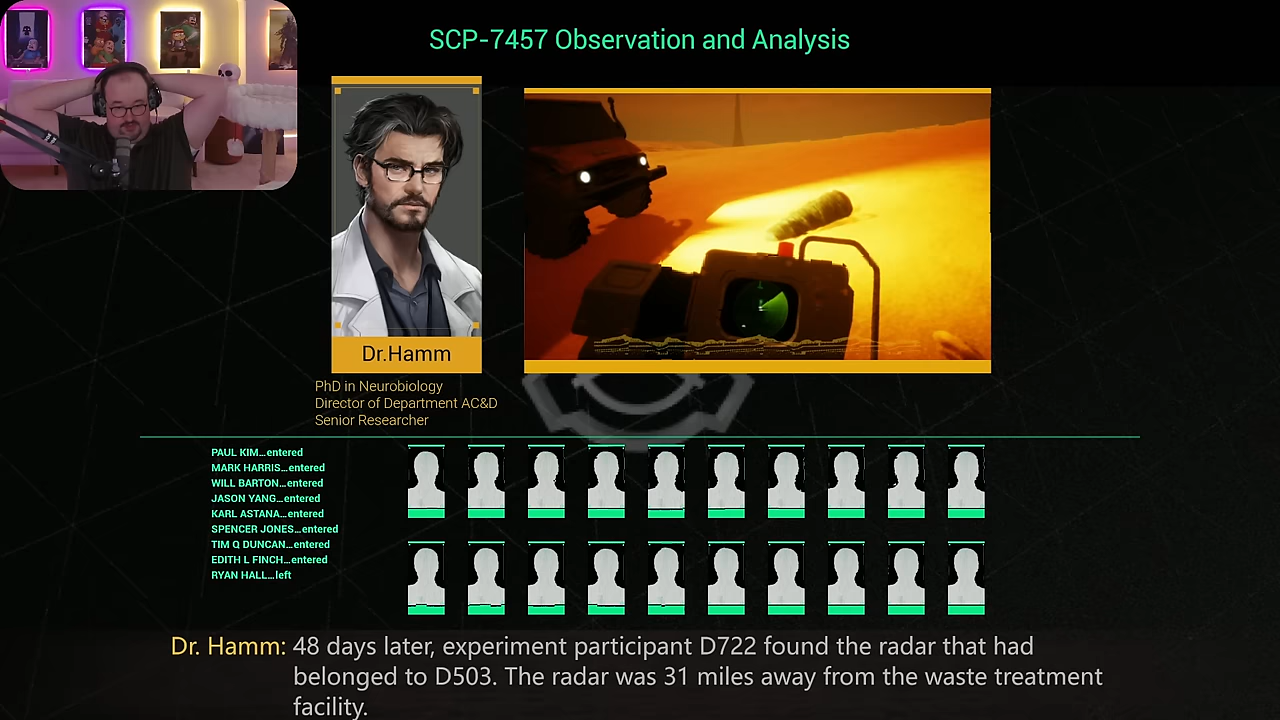 SCP-7457 Observation and Analysis
Dr.Hamm
PhD in Neurobiology
Director of Department AC&D
Senior Researcher
PAUL KIM...entered
MARK HARRIS...entered
WILL BARTON...entered
JASON YANG...entered
KARL ASTANA...entered
SPENCER JONES...entered
TIM Q DUNCAN...entered
EDITH L FINCH...entered
RYAN HALL...left
Dr. Hamm: 48 days later, experiment participant D722 found the radar that had
belonged to D503. The radar was 31 miles away from the waste treatment
facility.